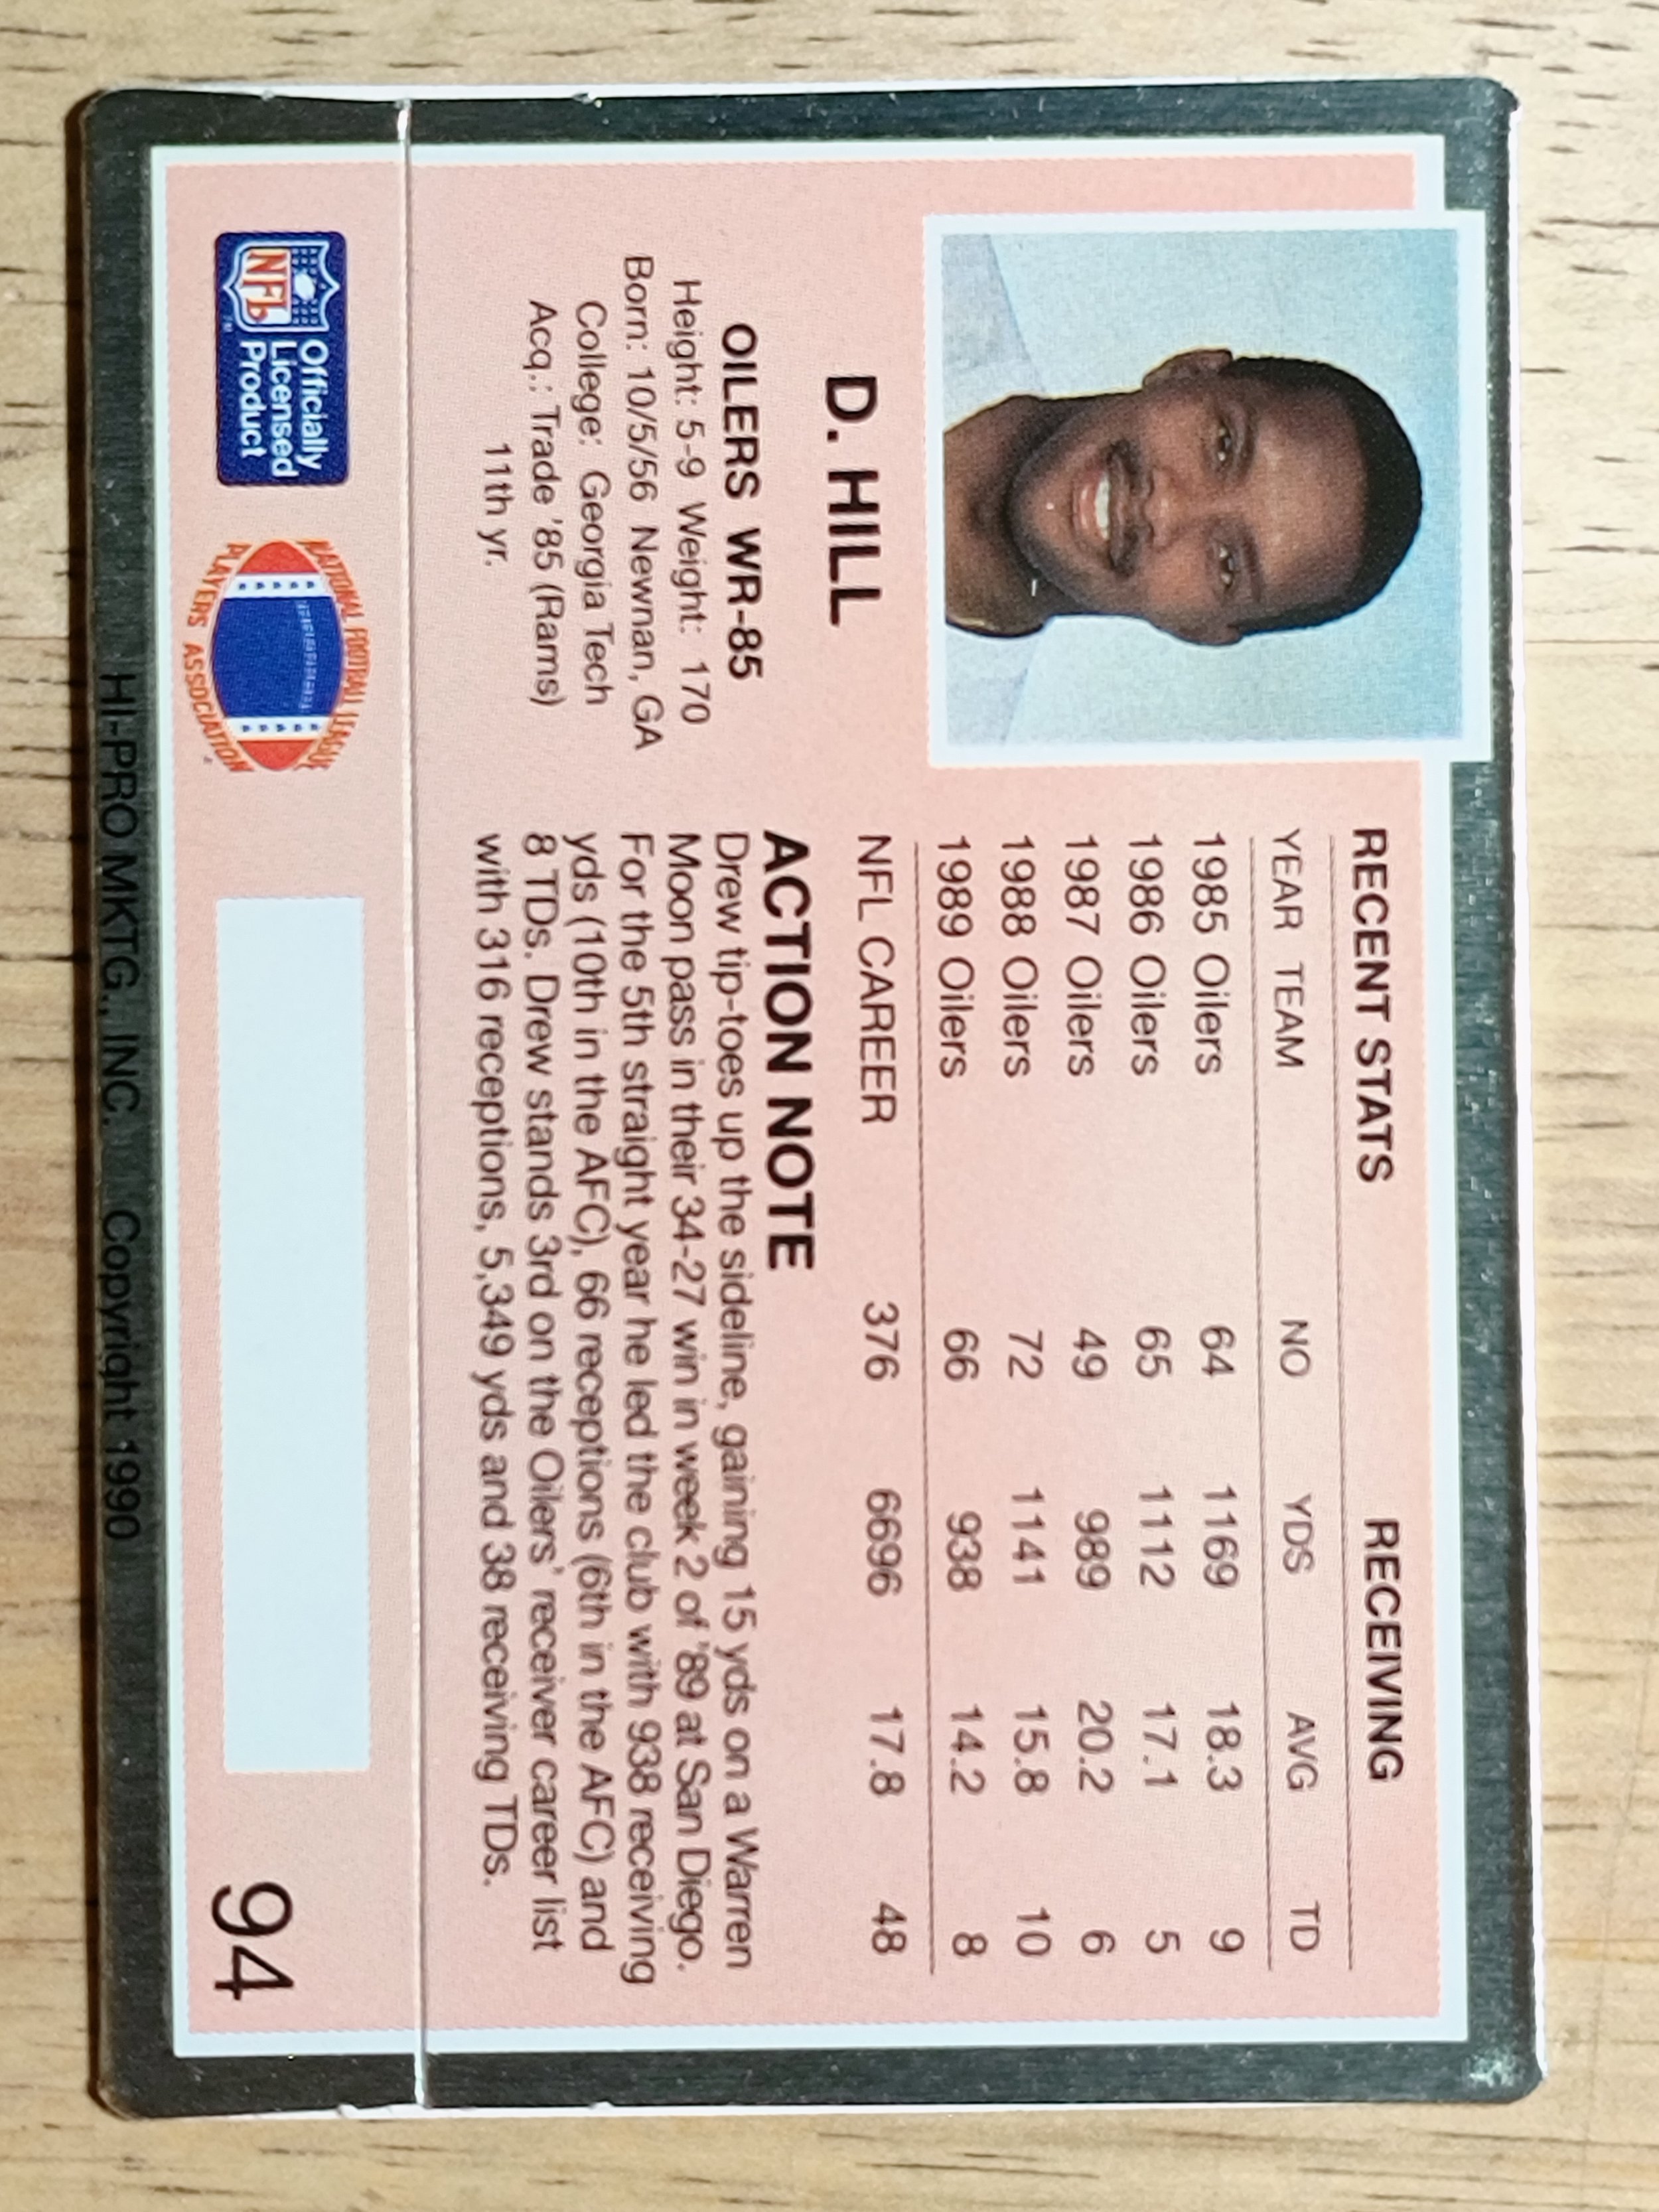 D. HILL
OILERS WR-85
Height: 5-9 Weight: 170
Born: 10/5/56 Newnan, GA
College: Georgia Tech
Acq.: Trade '85 (Rams)
11th yr.
RECENT STATS RECEIVING
YEAR TEAM NO YDS AVG TD
1985 Oilers 64 1169 18.3 9
1986 Oilers 65 1112 17.1 5
1987 Oilers 49 989 20.2 6
1988 Oilers 72 1141 15.8 10
1989 Oilers 66 938 14.2 8
NFL CAREER 376 6696 17.8 48
ACTION NOTE
Drew tip-toes up the sideline, gaining 15 yds on a Warren
Moon pass in their 34-27 win in week 2 of '89 at San Diego.
For the 5th straight year he led the club with 938 receiving
yds (10th in the AFC), 66 receptions (6th in the AFC) and
8 TDs. Drew stands 3rd on the Oilers' receiver career list
with 316 receptions, 5,349 yds and 38 receiving TDs.
NFL TM
Officially
Licensed
Product
NATIONAL FOOTBALL LEAGUE
PLAYERS ASSOCIATION
94
HI-PRO MKTG., INC. Copyright 1990